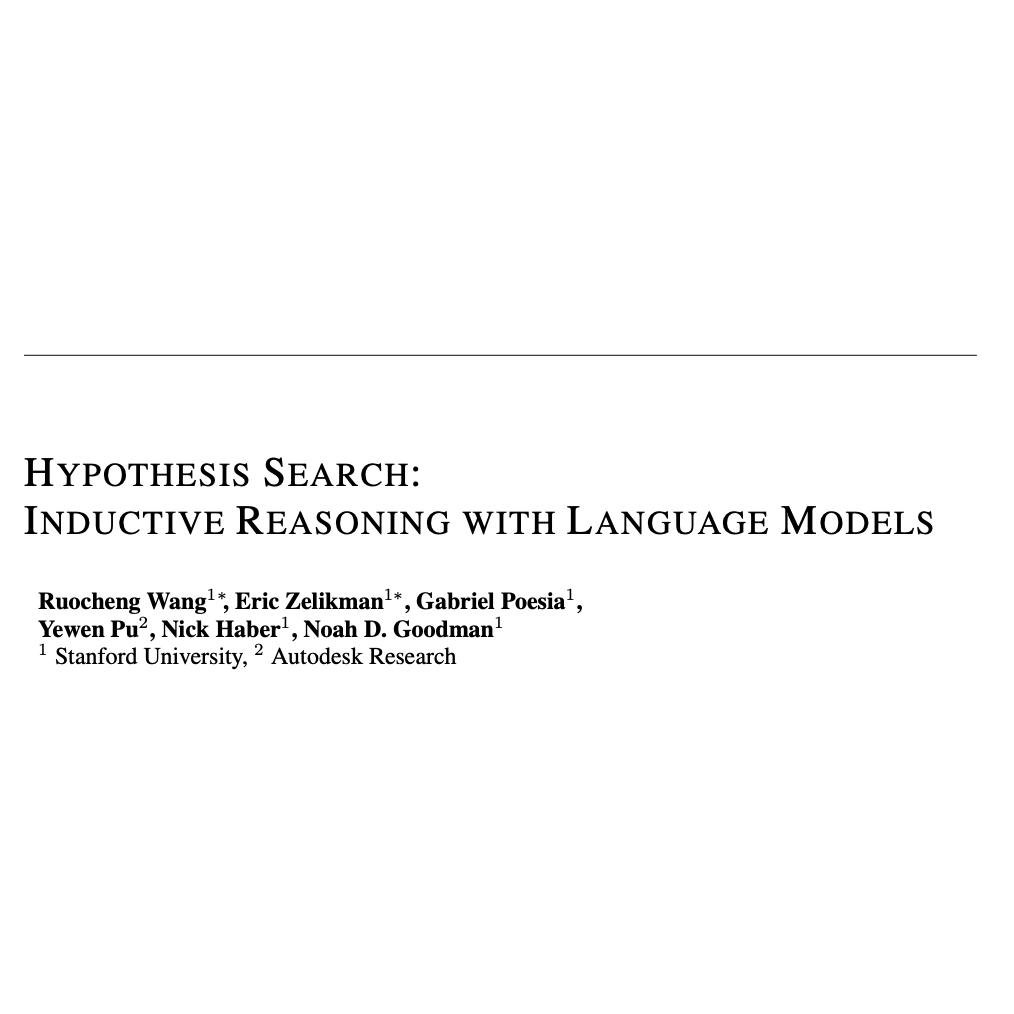 HYPOTHESIS SEARCH:
INDUCTIVE REASONING WITH LANGUAGE MODELS
Ruocheng Wang¹*, Eric Zelikman¹*, Gabriel Poesia¹,
Yewen Pu², Nick Haber¹, Noah D. Goodman¹
¹ Stanford University, ² Autodesk Research